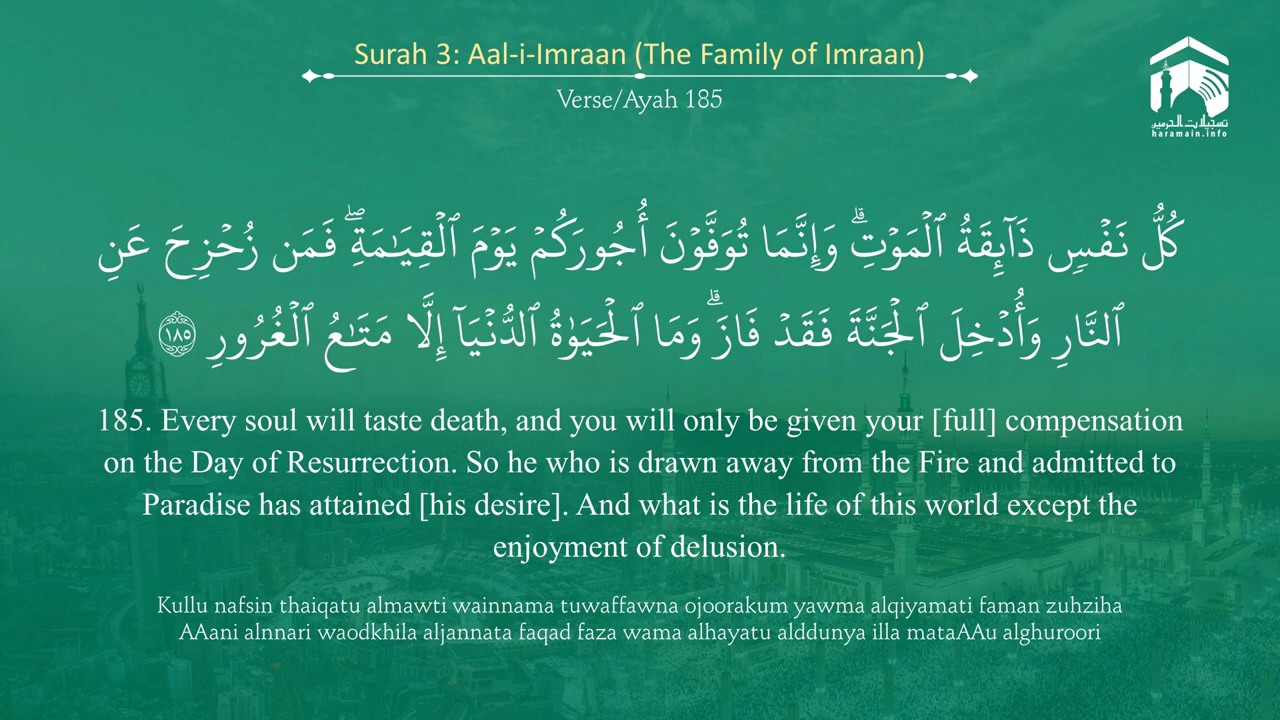 Surah 3: Aal-i-Imraan (The Family of Imraan)
Verse/Ayah 185
تسجيلات الحرمين
haramain.info
كُلُّ نَفۡسٖ ذَآئِقَةُ ٱلۡمَوۡتِۗ وَإِنَّمَا تُوَفَّوۡنَ أُجُورَكُمۡ يَوۡمَ ٱلۡقِيَٰمَةِۖ فَمَن زُحۡزِحَ عَنِ
ٱلنَّارِ وَأُدۡخِلَ ٱلۡجَنَّةَ فَقَدۡ فَازَۗ وَمَا ٱلۡحَيَوٰةُ ٱلدُّنۡيَآ إِلَّا مَتَٰعُ ٱلۡغُرُورِ ١٨٥
185. Every soul will taste death, and you will only be given your [full] compensation
on the Day of Resurrection. So he who is drawn away from the Fire and admitted to
Paradise has attained [his desire]. And what is the life of this world except the
enjoyment of delusion.
Kullu nafsin thaiqatu almawti wainnama tuwaffawna ojoorakum yawma alqiyamati faman zuhziha
AAani alnnari waodkhila aljannata faqad faza wama alhayatu alddunya illa mataAAu alghuroori